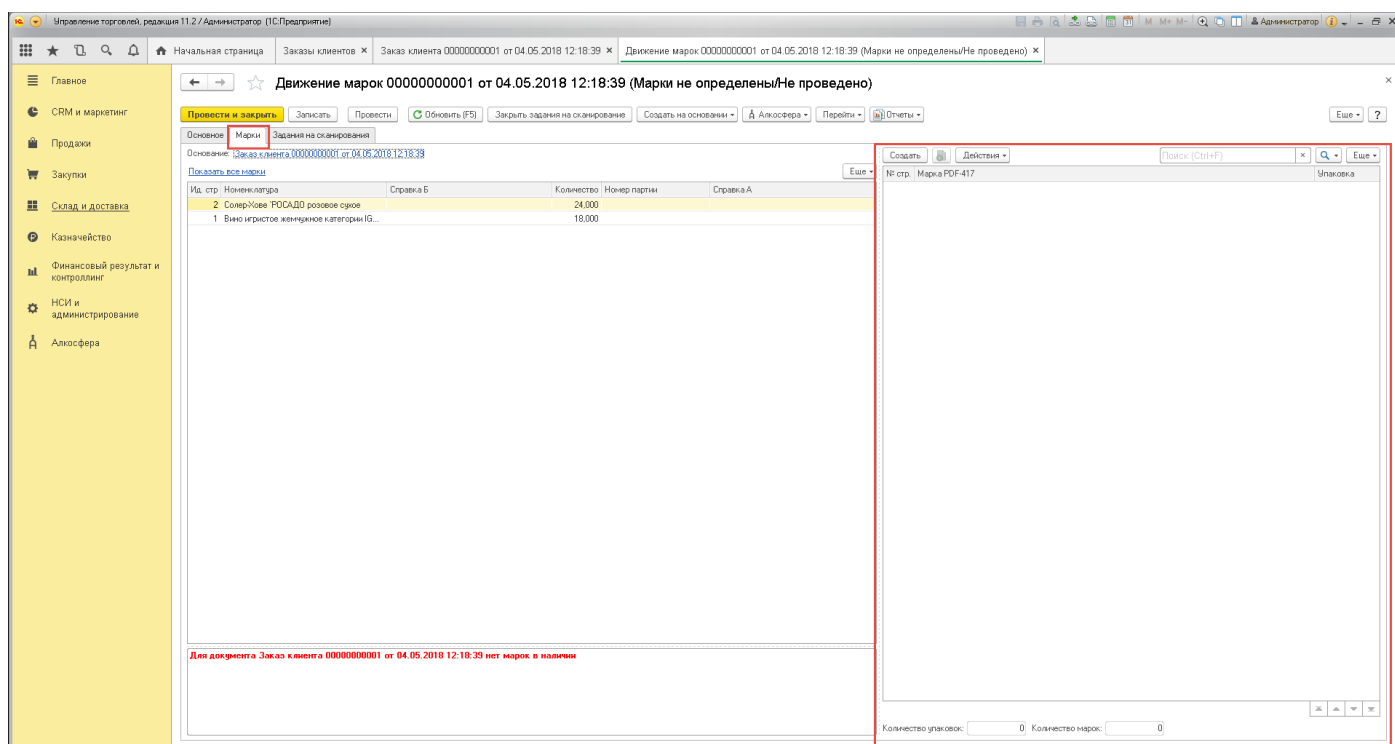 Управление торговлей, редакция 11.2 / Администратор (1С:Предприятие)
M M+ M- Администратор
Начальная страница Заказы клиентов × Заказ клиента 00000000001 от 04.05.2018 12:18:39 × Движение марок 00000000001 от 04.05.2018 12:18:39 (Марки не определены/Не проведено) ×
Главное
CRM и маркетинг
Продажи
Закупки
Склад и доставка
Казначейство
Финансовый результат и
контроллинг
НСИ и
администрирование
Алкосфера
Движение марок 00000000001 от 04.05.2018 12:18:39 (Марки не определены/Не проведено)
Провести и закрыть Записать Провести Обновить (F5) Закрыть задания на сканирование Создать на основании Алкосфера Перейти Отчеты Еще ?
Основное Марки Задания на сканирования
Основание: Заказ клиента 00000000001 от 04.05.2018 12:18:39
Показать все марки Еще
Ид. стр Номенклатура Справка Б Количество Номер партии Справка А
2 Солер-Хове 'РОСАДО розовое сухое 24,000
1 Вино игристое жемчужное категории IG... 18,000
Для документа Заказ клиента 00000000001 от 04.05.2018 12:18:39 нет марок в наличии
Создать Действия Поиск (Ctrl+F) × Еще
№ стр. Марка PDF-417 Упаковка
Количество упаковок: 0 Количество марок: 0